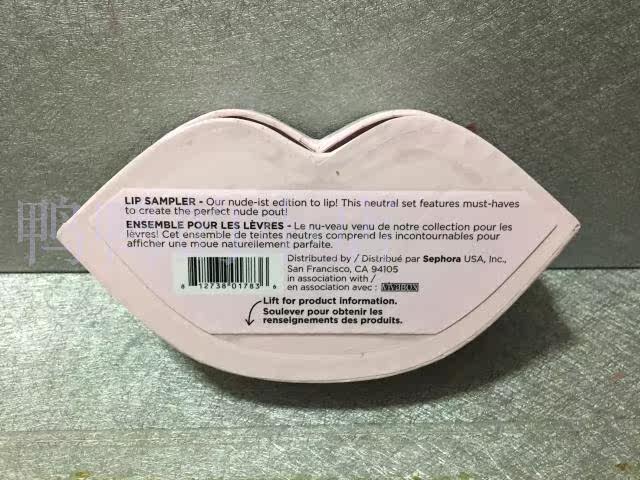 LIP SAMPLER - Our nude-ist edition to lip! This neutral set features must-haves
to create the perfect nude pout!
ENSEMBLE POUR LES LÈVRES - Le nu-veau venu de notre collection pour les
lèvres! Cet ensemble de teintes neutres comprend les incontournables pour
afficher une moue naturellement parfaite.
Distributed by / Distribué par Sephora USA, Inc.,
San Francisco, CA 94105
in association with /
en association avec : VIVABOX
8 12738 01783 6
Lift for product information.
Soulever pour obtenir les
renseignements des produits.